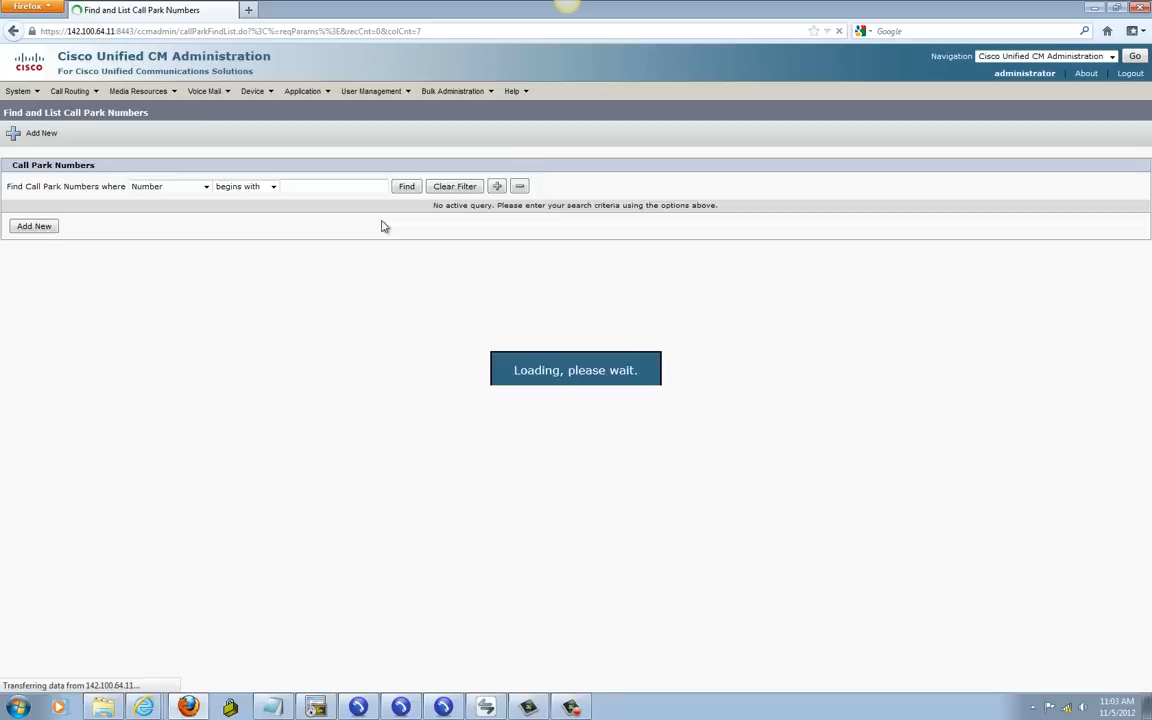 Firefox
Find and List Call Park Numbers
https://142.100.64.11:8443/ccmadmin/callParkFindList.do?%3C%=reqParams%%3E&recCnt=0&colCnt=7
Google
Cisco Unified CM Administration
For Cisco Unified Communications Solutions
CISCO
Navigation Cisco Unified CM Administration Go
administrator About Logout
System Call Routing Media Resources Voice Mail Device Application User Management Bulk Administration Help
Find and List Call Park Numbers
Add New
Call Park Numbers
Find Call Park Numbers where Number begins with Find Clear Filter
No active query. Please enter your search criteria using the options above.
Add New
Loading, please wait.
Transferring data from 142.100.64.11...
11:03 AM
11/5/2012